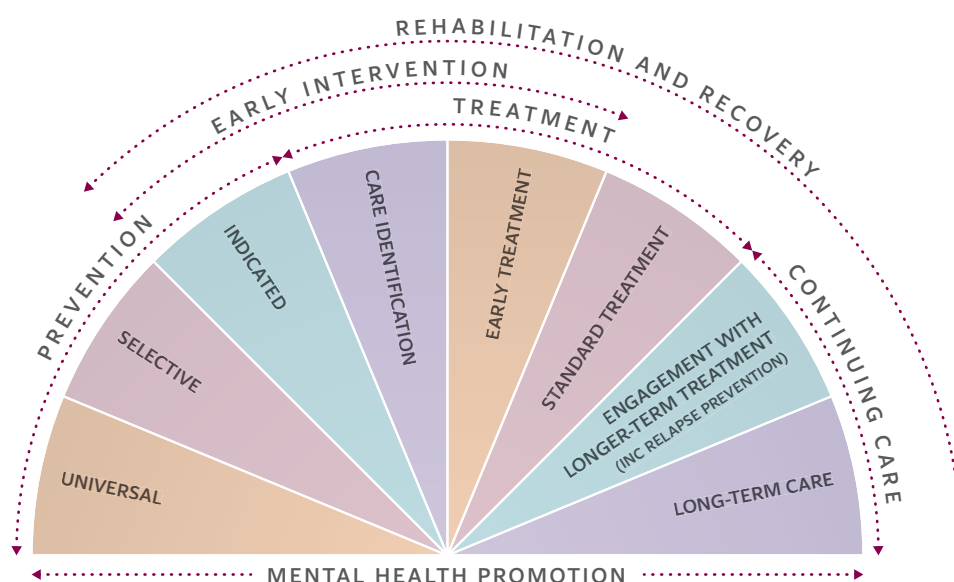 REHABILITATION AND RECOVERY
EARLY INTERVENTION
TREATMENT
PREVENTION
CONTINUING CARE
UNIVERSAL
SELECTIVE
INDICATED
CARE IDENTIFICATION
EARLY TREATMENT
STANDARD TREATMENT
ENGAGEMENT WITH
LONGER-TERM TREATMENT
(INC RELAPSE PREVENTION)
LONG-TERM CARE
MENTAL HEALTH PROMOTION